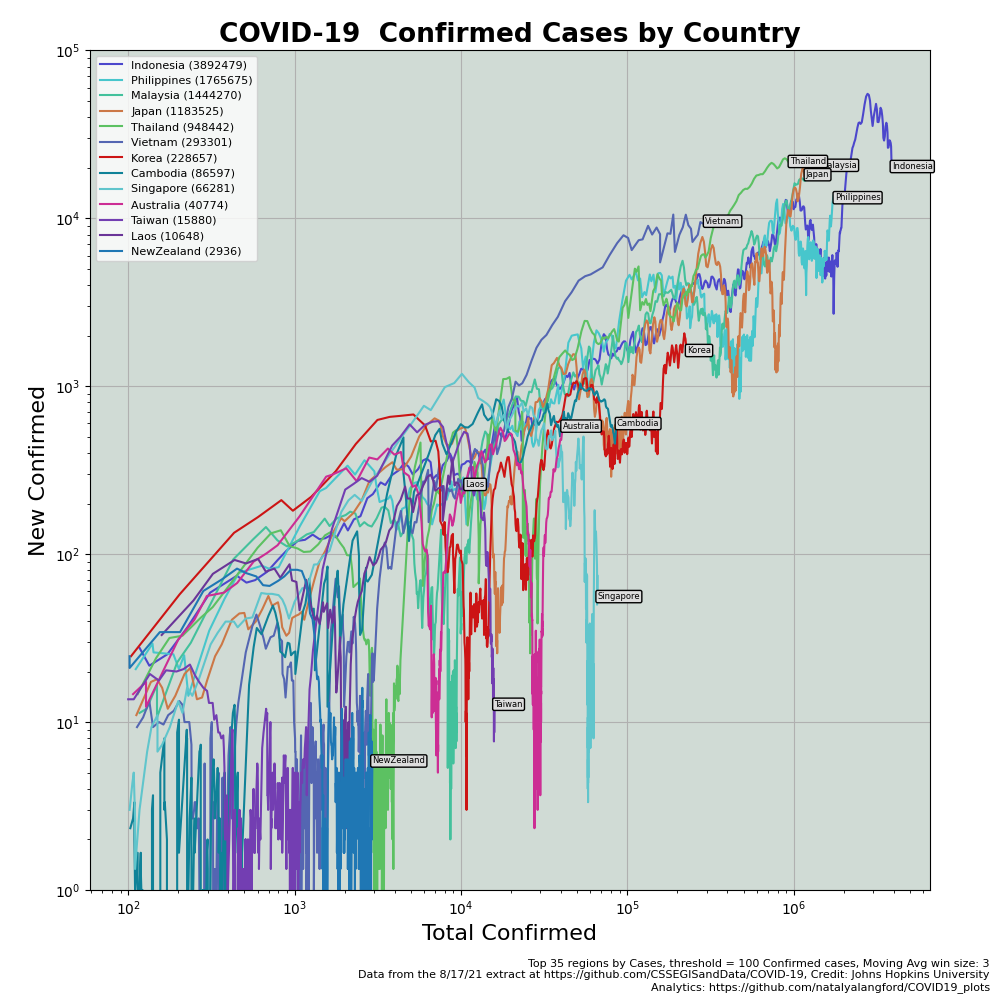 COVID-19  Confirmed Cases by Country
10^5
Indonesia (3892479)
Philippines (1765675)
Malaysia (1444270)
Japan (1183525)
Thailand (948442)
Vietnam (293301)
Korea (228657)
Cambodia (86597)
Singapore (66281)
Australia (40774)
Taiwan (15880)
Laos (10648)
NewZealand (2936)
Thailand
alaysia
Indonesia
Japan
Philippines
10^4
Vietnam
Korea
10^3
Australia
Cambodia
New Confirmed
Laos
10^2
Singapore
Taiwan
10^1
NewZealand
10^0
10^2
10^3
10^4
10^5
10^6
Total Confirmed
Top 35 regions by Cases, threshold = 100 Confirmed cases, Moving Avg win size: 3
Data from the 8/17/21 extract at https://github.com/CSSEGISandData/COVID-19, Credit: Johns Hopkins University
Analytics: https://github.com/natalyalangford/COVID19_plots